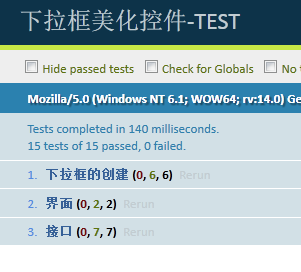 下拉框美化控件-TEST
Hide passed tests Check for Globals No
Mozilla/5.0 (Windows NT 6.1; WOW64; rv:14.0) Ge
Tests completed in 140 milliseconds.
15 tests of 15 passed, 0 failed.
1. 下拉框的创建 (0, 6, 6) Rerun
2. 界面 (0, 2, 2) Rerun
3. 接口 (0, 7, 7) Rerun